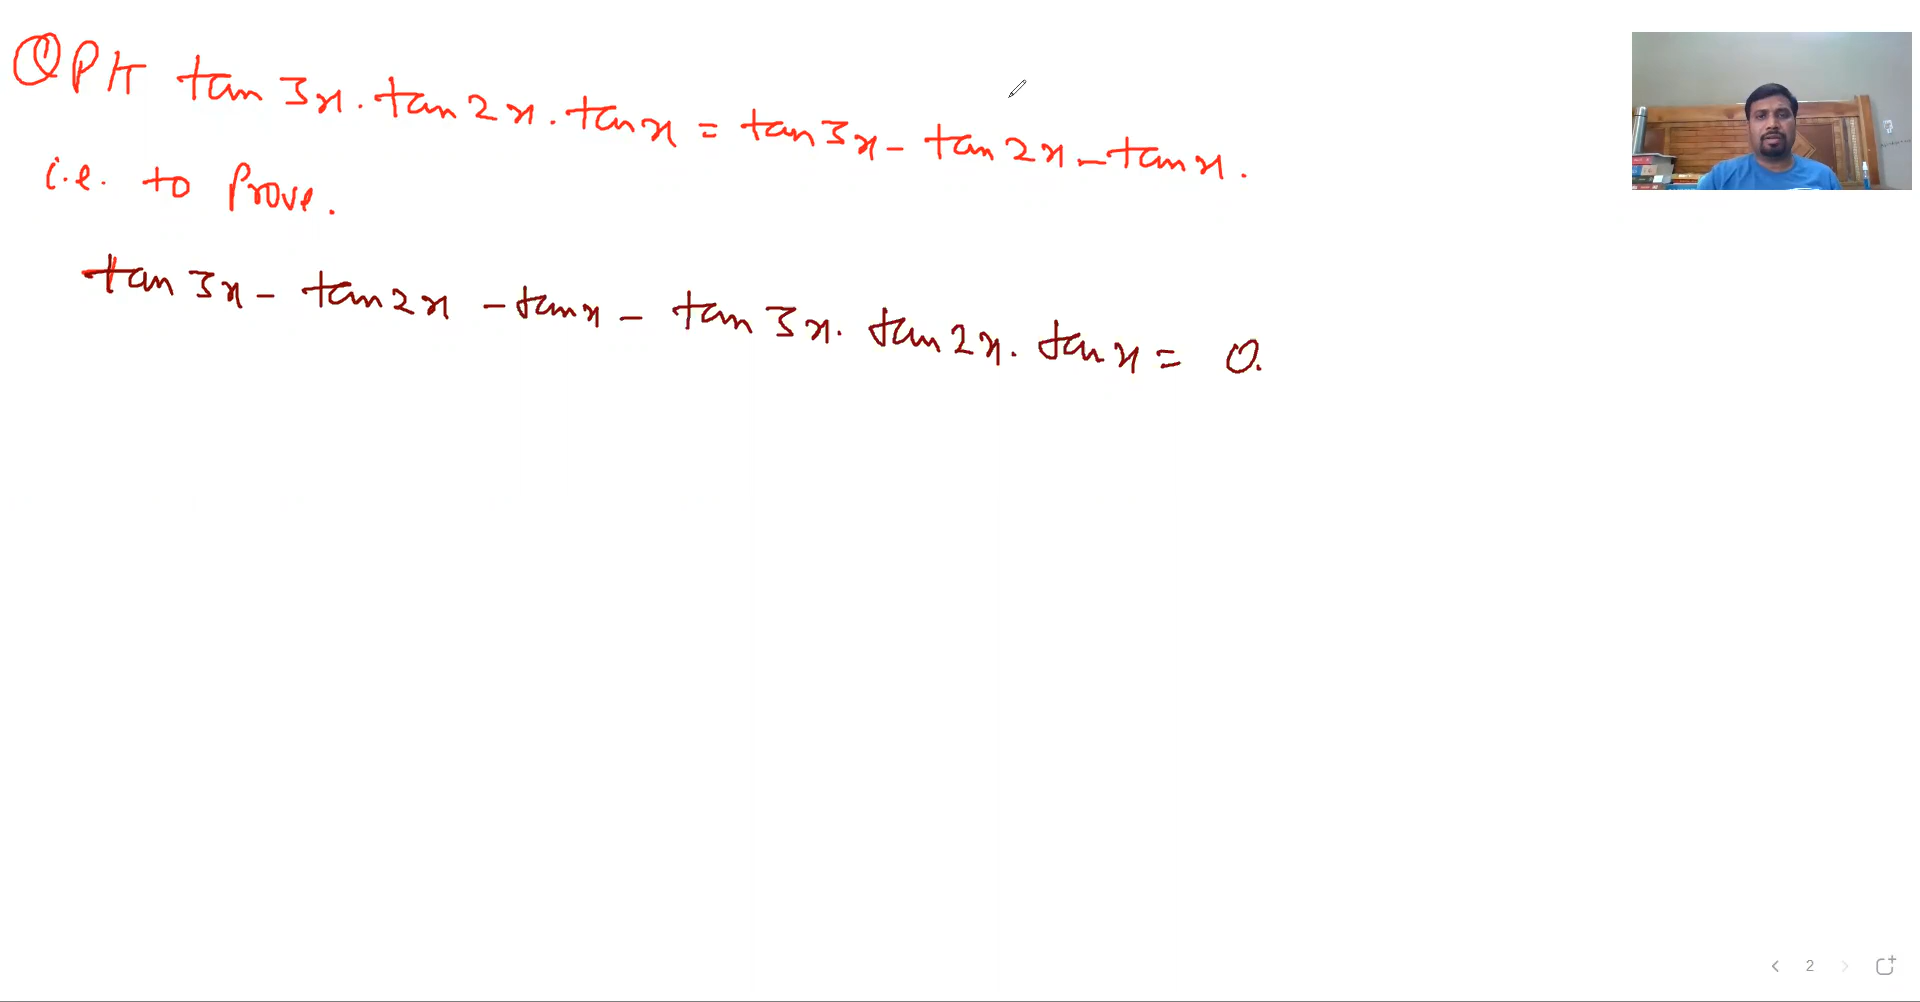 Q PT tan 3x . tan 2x . tan x = tan 3x - tan 2x - tan x .
i.e. to Prove .
tan 3x - tan 2x - tan x - tan 3x . tan 2x . tan x = 0.
2